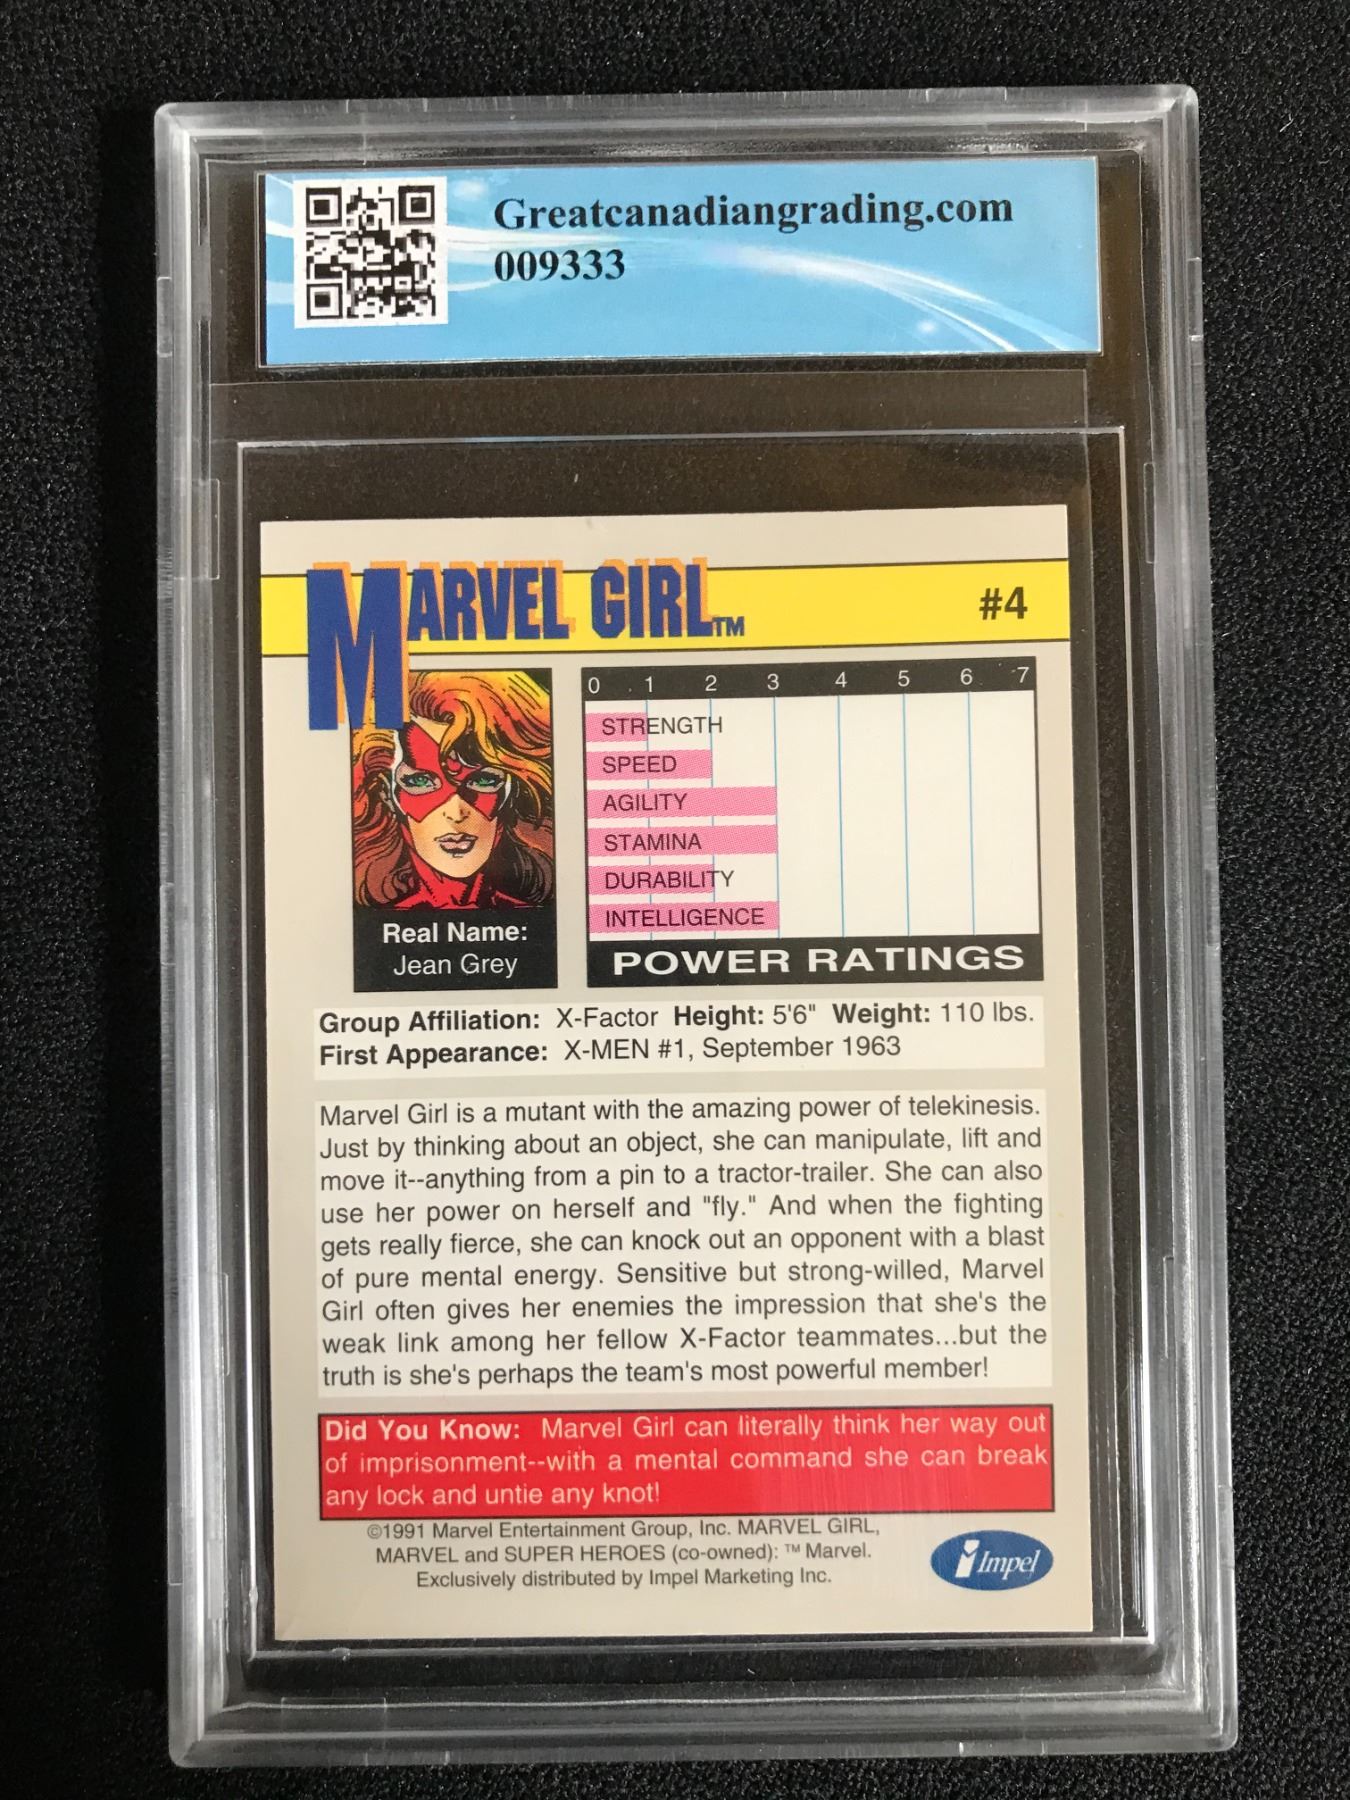 Greatcanadiangrading.com
009333
MARVEL GIRL™
#4
0 1 2 3 4 5 6 7
STRENGTH
SPEED
AGILITY
STAMINA
DURABILITY
INTELLIGENCE
POWER RATINGS
Real Name:
Jean Grey
Group Affiliation: X-Factor Height: 5'6" Weight: 110 lbs.
First Appearance: X-MEN #1, September 1963
Marvel Girl is a mutant with the amazing power of telekinesis.
Just by thinking about an object, she can manipulate, lift and
move it--anything from a pin to a tractor-trailer. She can also
use her power on herself and "fly." And when the fighting
gets really fierce, she can knock out an opponent with a blast
of pure mental energy. Sensitive but strong-willed, Marvel
Girl often gives her enemies the impression that she's the
weak link among her fellow X-Factor teammates...but the
truth is she's perhaps the team's most powerful member!
Did You Know: Marvel Girl can literally think her way out
of imprisonment--with a mental command she can break
any lock and untie any knot!
©1991 Marvel Entertainment Group, Inc. MARVEL GIRL,
MARVEL and SUPER HEROES (co-owned): ™ Marvel.
Exclusively distributed by Impel Marketing Inc.
Impel